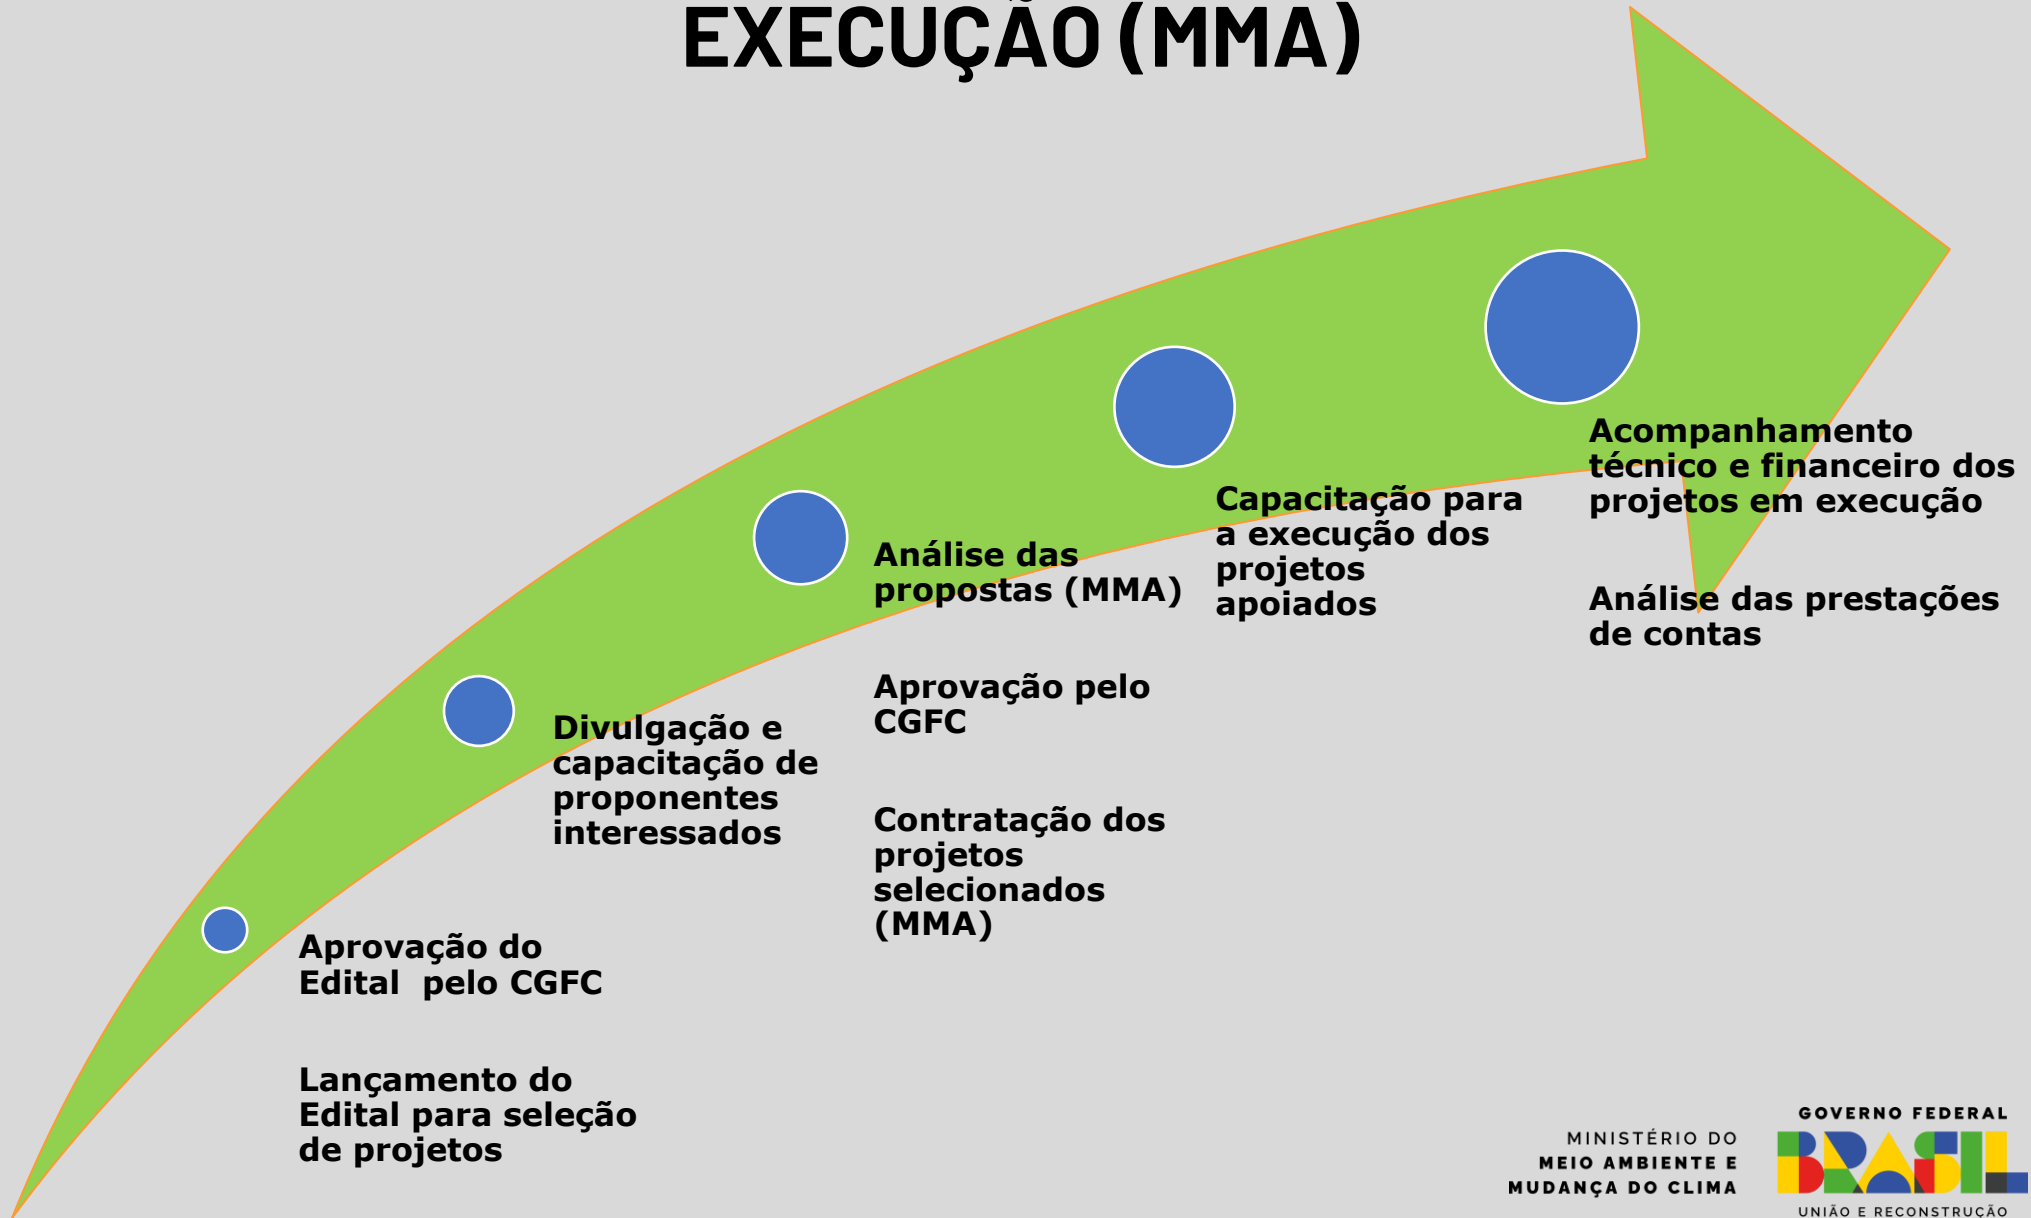 EXECUÇÃO (MMA)
Aprovação do
Edital  pelo CGFC
Lançamento do
Edital para seleção
de projetos
Divulgação e
capacitação de
proponentes
interessados
Análise das
propostas (MMA)
Aprovação pelo
CGFC
Contratação dos
projetos
selecionados
(MMA)
Capacitação para
a execução dos
projetos
apoiados
Acompanhamento
técnico e financeiro dos
projetos em execução
Análise das prestações
de contas
MINISTÉRIO DO
MEIO AMBIENTE E
MUDANÇA DO CLIMA
GOVERNO FEDERAL
BRASIL
UNIÃO E RECONSTRUÇÃO